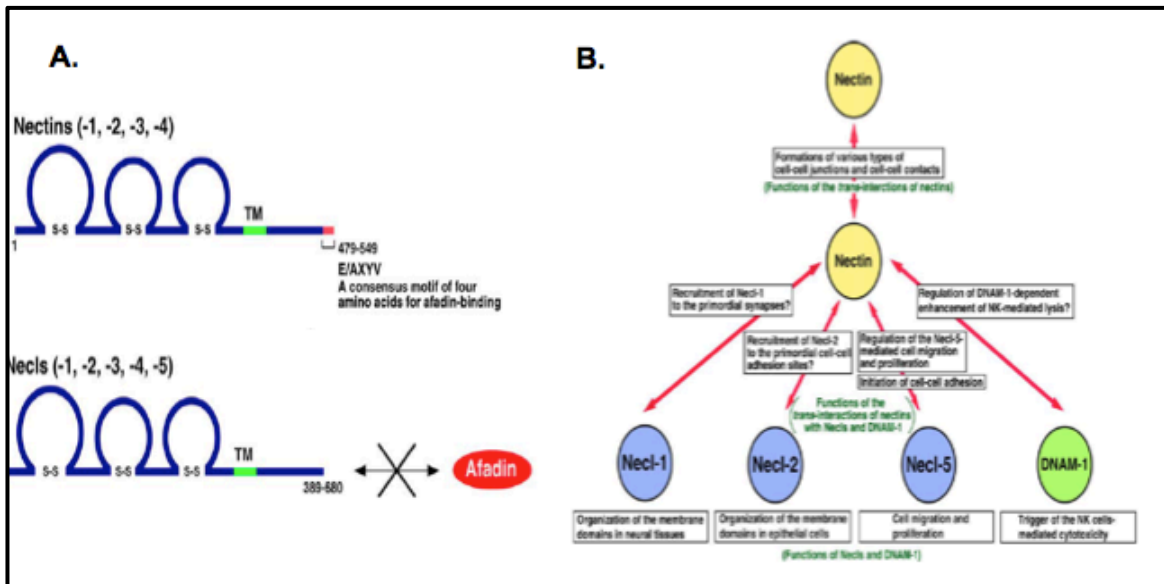 A.
Nectins (-1, -2, -3, -4)
S-S
S-S
S-S
TM
1
479-549
E/AXYV
A consensus motif of four
amino acids for afadin-binding
Necls (-1, -2, -3, -4, -5)
S-S
S-S
S-S
TM
389-680
Afadin
B.
Nectin
Formations of various types of
cell-cell junctions and cell-cell contacts
(Functions of the trans-interctions of nectins)
Nectin
Recruitment of Necl-1
to the primordial synapses?
Regulation of DNAM-1-dependent
enhancement of NK-mediated lysis?
Recruitment of Necl-2
to the primordial cell-cell
adhesion sites?
Regulation of the Necl-5-
mediated cell migration
and proliferation
Initiation of cell-cell adhesion
(Functions of the
trans-interactions of nectins
with Necls and DNAM-1)
Necl-1
Necl-2
Necl-5
DNAM-1
Organization of the membrane
domains in neural tissues
Organization of the membrane
domains in epithelial cells
Cell migration and
proliferation
Trigger of the NK cells-
mediated cytotoxicity
(Functions of Necls and DNAM-1)